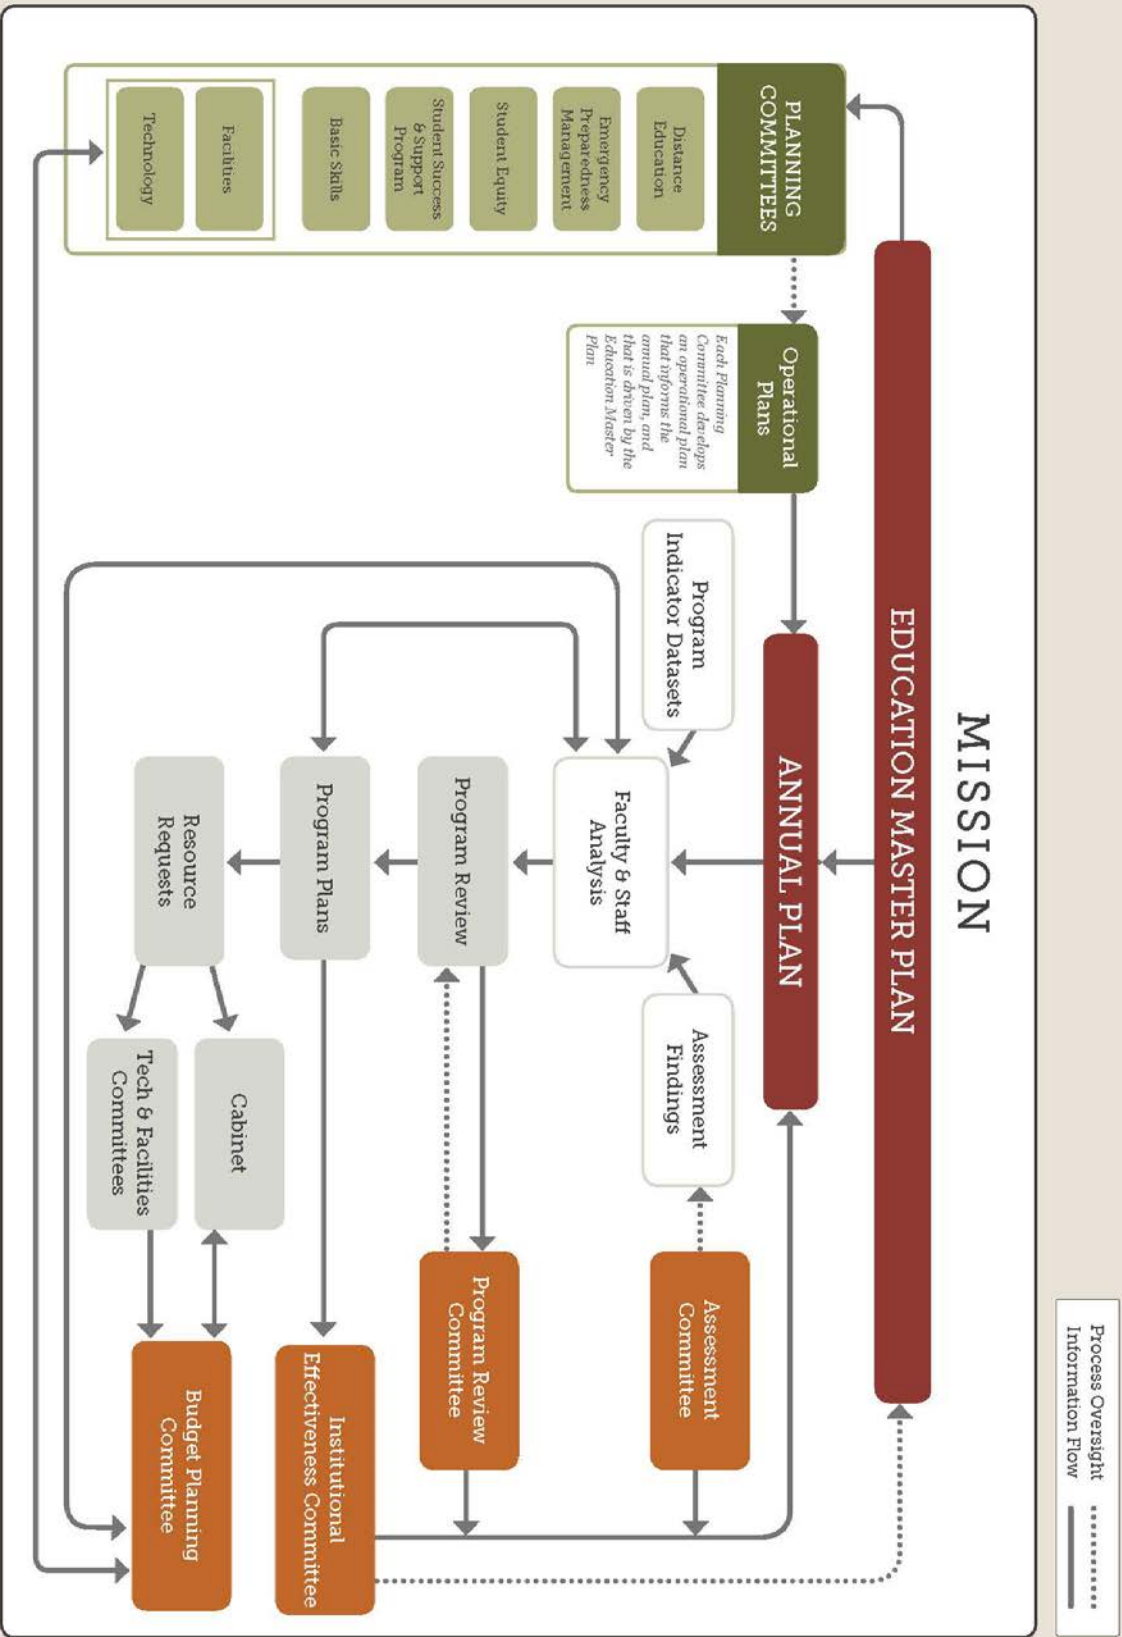 Process Oversight
Information Flow
MISSION
EDUCATION MASTER PLAN
PLANNING
COMMITTEES
Distance
Education
Emergency
Preparedness
Management
Student Equity
Student Success
& Support
Program
Basic Skills
Facilities
Technology
Operational
Plans
Each Planning
Committee develops
an operational plan
that informs the
annual plan, and
that is driven by the
Education Master
Plan
ANNUAL PLAN
Program
Indicator Datasets
Faculty & Staff
Analysis
Assessment
Findings
Assessment
Committee
Program Review
Program Review
Committee
Program Plans
Institutional
Effectiveness Committee
Resource
Requests
Cabinet
Tech & Facilities
Committees
Budget Planning
Committee